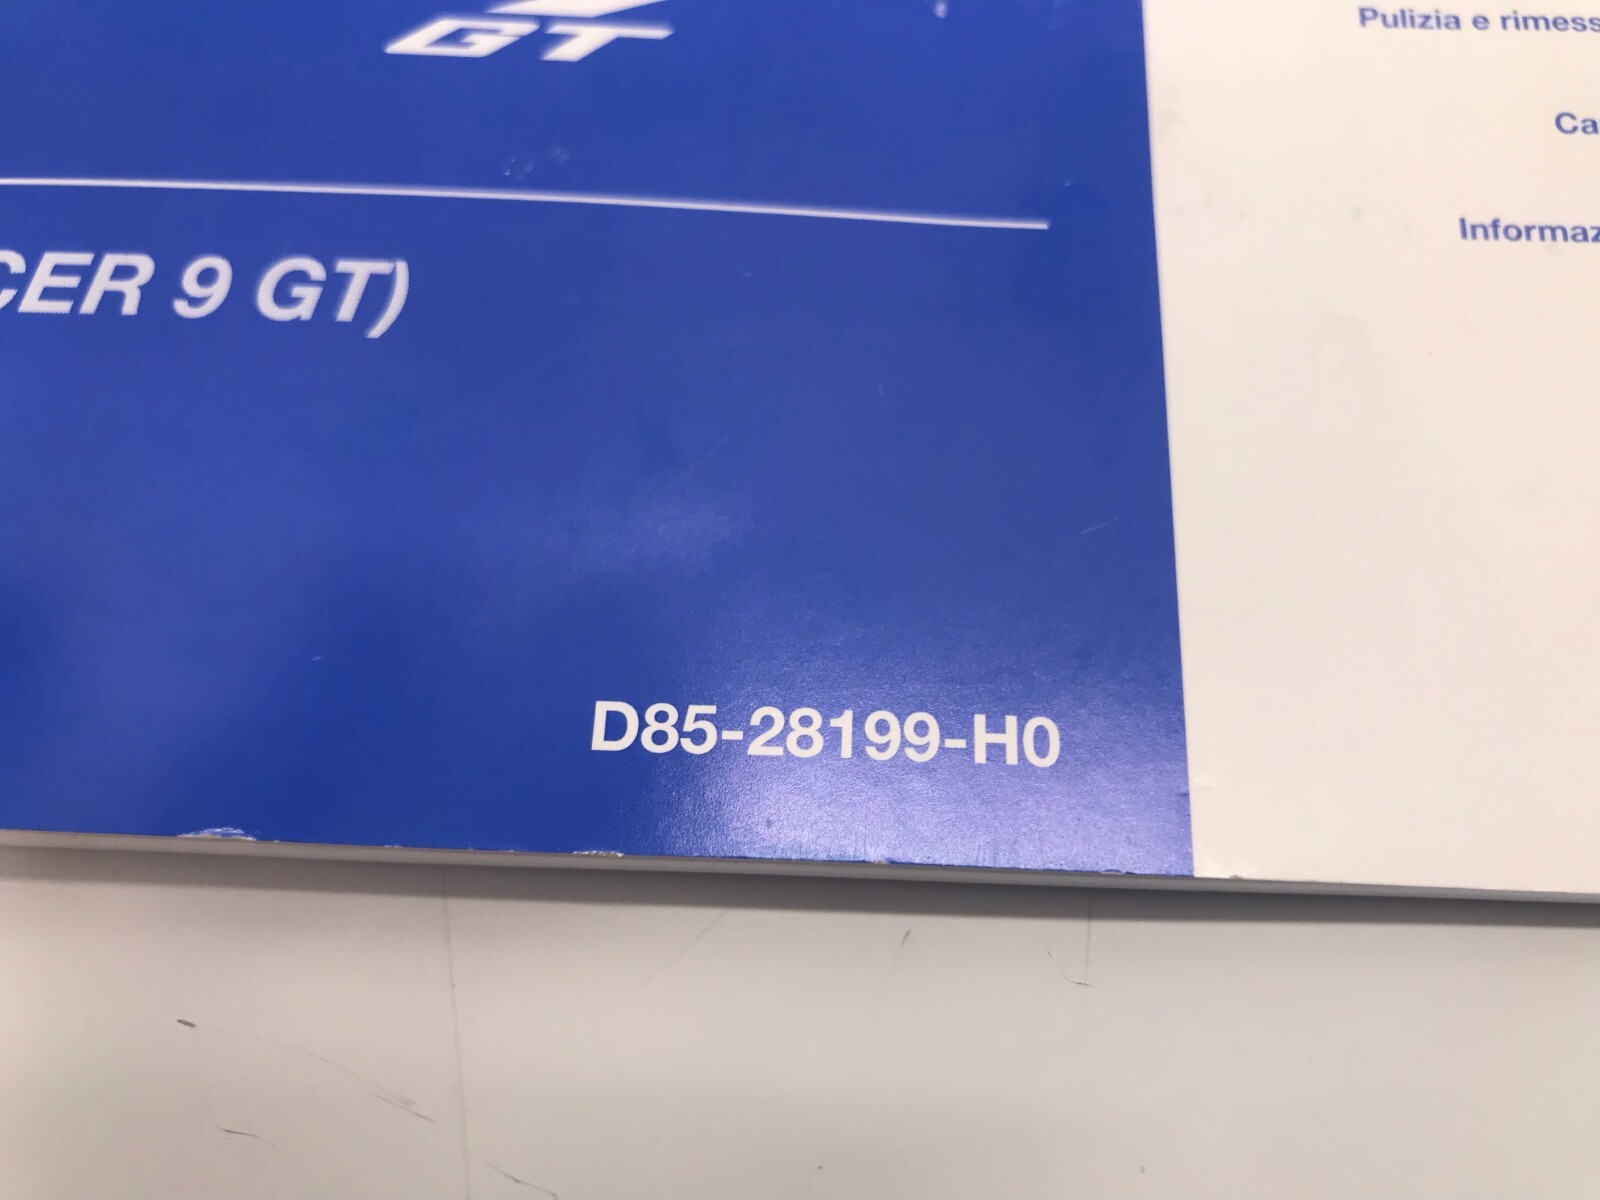 GT
CER 9 GT)
D85-28199-H0
Pulizia e rimess
Ca
Informaz